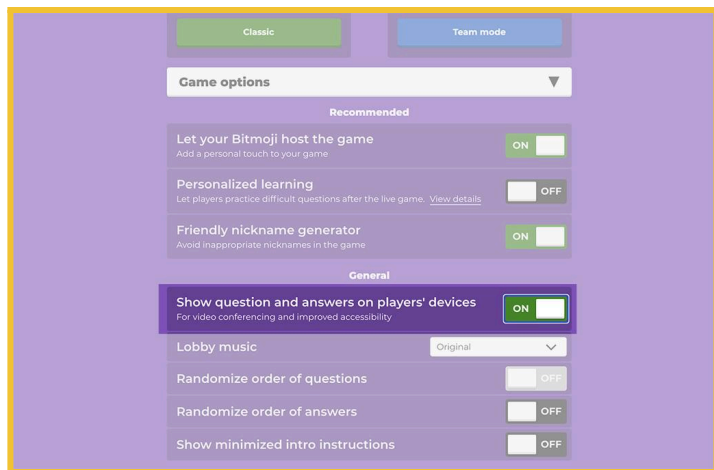 Classic
Team mode
Game options
Recommended
Let your Bitmoji host the game
ON
Add a personal touch to your game
Personalized learning
OFF
Let players practice difficult questions after the live game. View details
Friendly nickname generator
ON
Avoid inappropriate nicknames in the game
General
Show question and answers on players' devices
ON
For video conferencing and improved accessibility
Lobby music
Original
Randomize order of questions
OFF
Randomize order of answers
OFF
Show minimized intro instructions
OFF